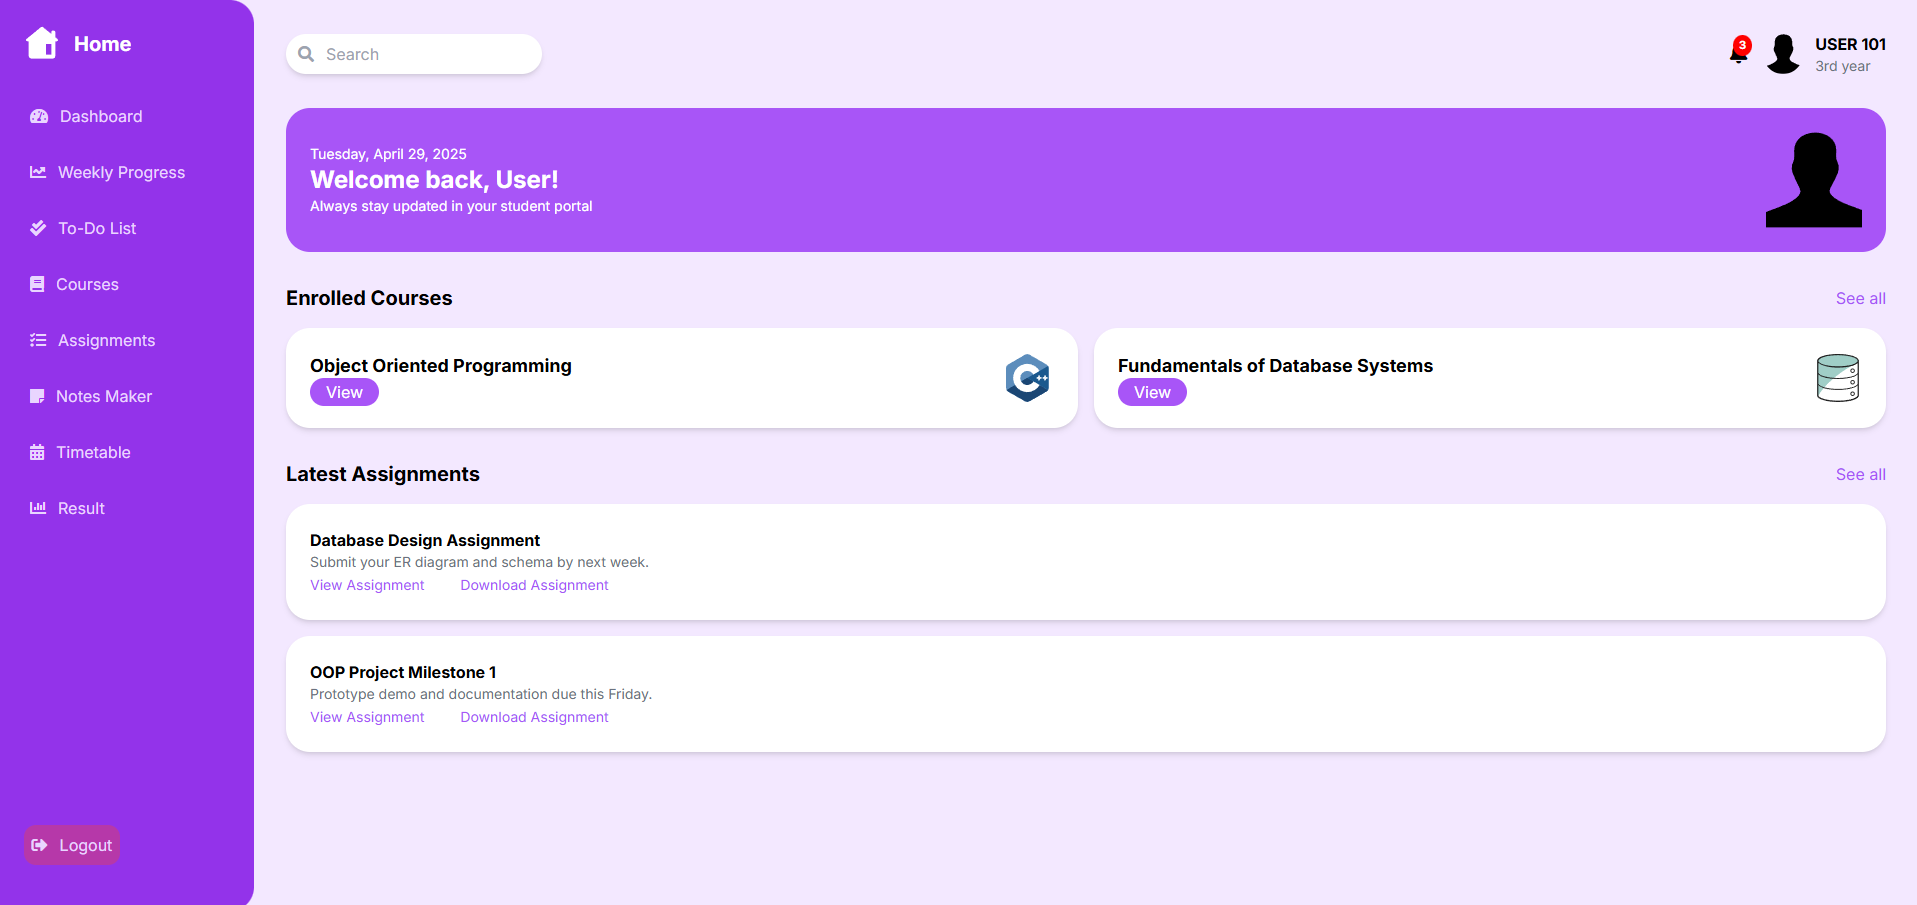 Home
Dashboard
Weekly Progress
To-Do List
Courses
Assignments
Notes Maker
Timetable
Result
Logout
Search
3
USER 101
3rd year
Tuesday, April 29, 2025
Welcome back, User!
Always stay updated in your student portal
Enrolled Courses
See all
Object Oriented Programming
View
C++
Fundamentals of Database Systems
View
Latest Assignments
See all
Database Design Assignment
Submit your ER diagram and schema by next week.
View Assignment Download Assignment
OOP Project Milestone 1
Prototype demo and documentation due this Friday.
View Assignment Download Assignment